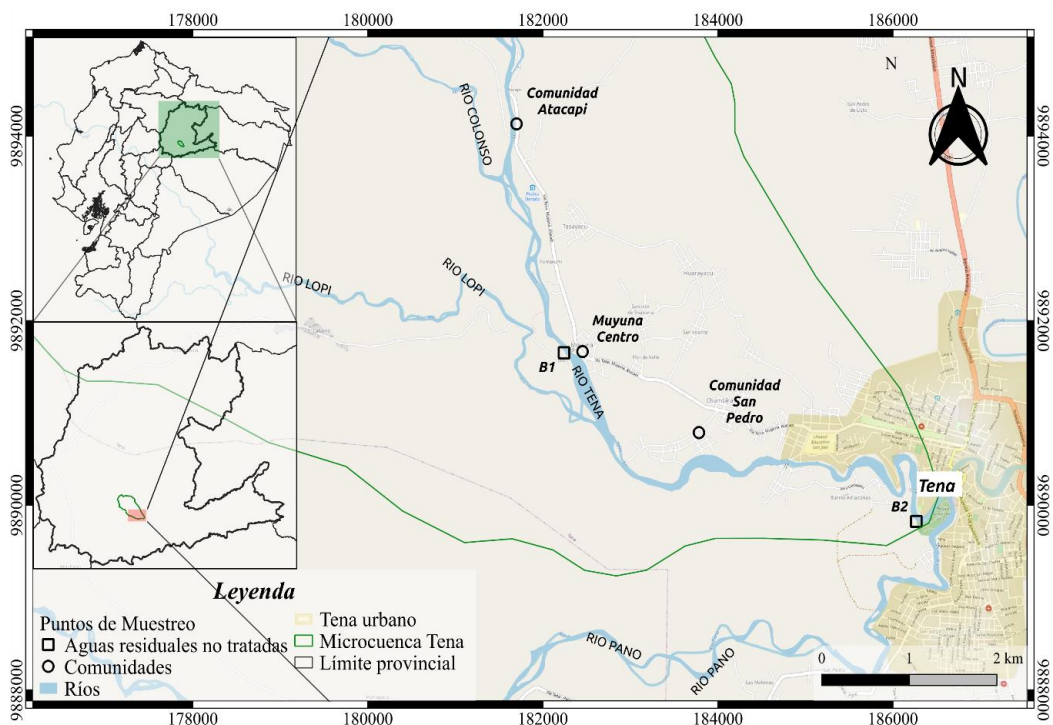 178000
180000
182000
184000
186000
9894000
9892000
9890000
9888000
9894000
9892000
9890000
9888000
N
N
Comunidad
Atacapi
RIO COLONSO
RIO LOPI
RIO LOPI
Muyuna
Centro
B1
RIO TENA
Comunidad
San
Pedro
Tena
B2
RIO PANO
RIO PANO
Tazayacu
Huarayacu
Leyenda
Puntos de Muestreo
Aguas residuales no tratadas
Comunidades
Ríos
Tena urbano
Microcuenca Tena
Límite provincial
0 1 2 km
178000
180000
182000
184000
186000